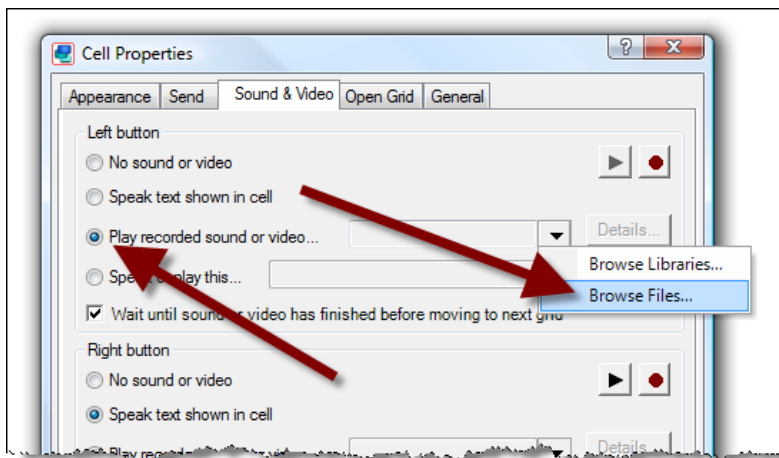 Cell Properties
Appearance Send Sound & Video Open Grid General
Left button
No sound or video
Speak text shown in cell
Play recorded sound or video... Details...
Browse Libraries...
Browse Files...
this...
Wait until sound or video has finished before moving to next grid
Right button
No sound or video
Speak text shown in cell
Play Details